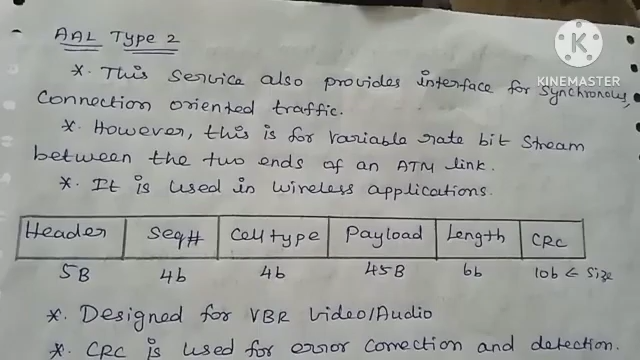 AAL Type 2
*. This service also provides interface for synchronous,
connection oriented traffic.
*. However, this is for variable rate bit stream
between the two ends of an ATM link.
*. It is used in wireless applications.
Header Seq# Cell type Payload Length CRC
5B 4b 4b 45B 6b 10b ← Size
*. Designed for VBR video/Audio
*. CRC is used for error correction and detection.
KINEMASTER